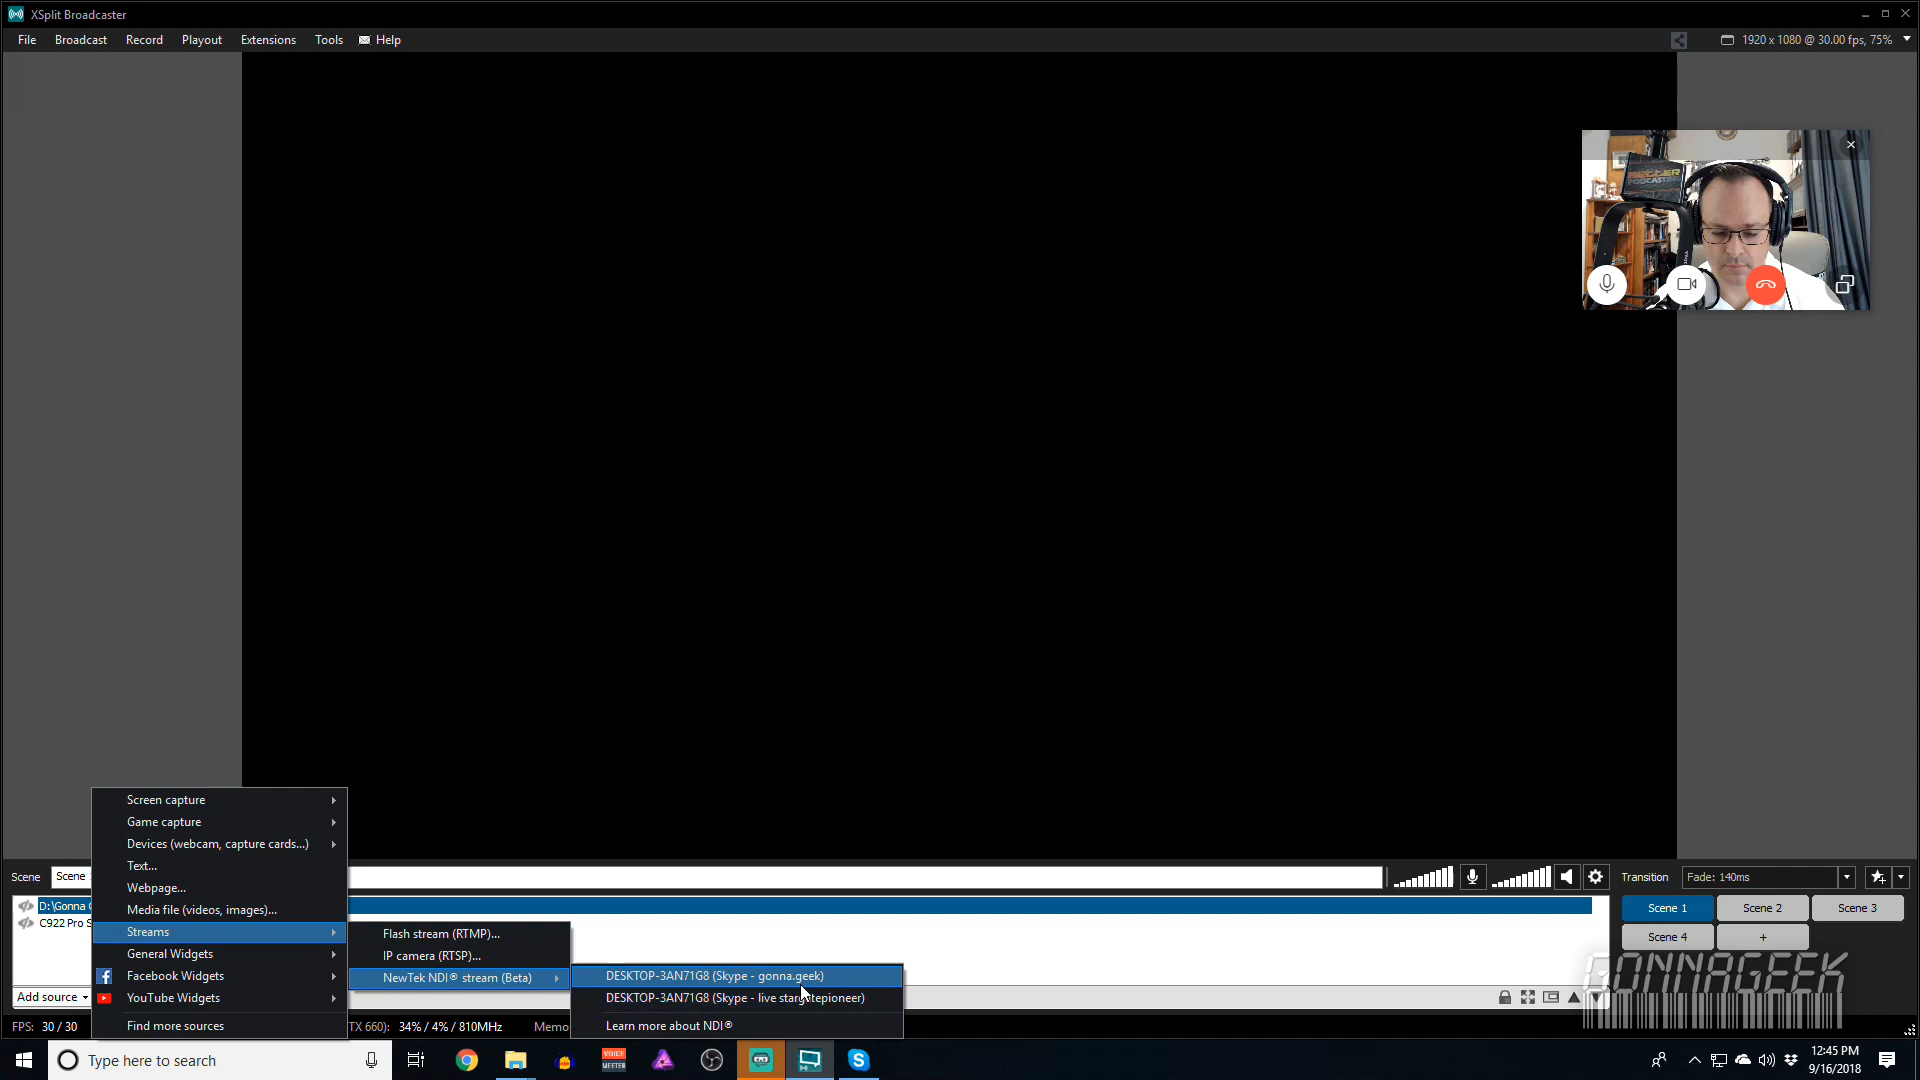 XSplit Broadcaster
File Broadcast Record Playout Extensions Tools Help
1920 x 1080 @ 30.00 fps, 75%
PODCASTING
Screen capture
Game capture
Devices (webcam, capture cards...)
Text...
Webpage...
Media file (videos, images)...
Streams
General Widgets
Facebook Widgets
YouTube Widgets
Find more sources
Flash stream (RTMP)...
IP camera (RTSP)...
NewTek NDI® stream (Beta)
DESKTOP-3AN71G8 (Skype - gonna.geek)
DESKTOP-3AN71G8 (Skype - live
Learn more about NDI®
Scene Scene
D:\Gonna
C922 Pro S
Add source
Transition Fade: 140ms
Scene 1 Scene 2 Scene 3
Scene 4 +
GONNAGEEK
FPS: 30 / 30 TX 660): 34% / 4% / 810MHz Memo
Type here to search
VOICE
MEETER
12:45 PM
9/16/2018